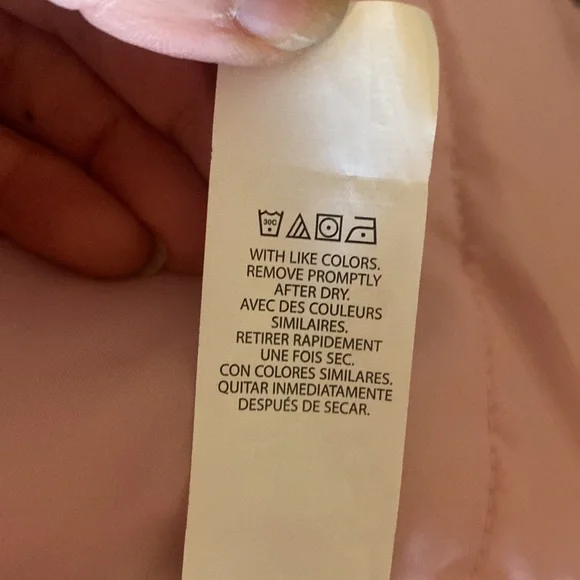 30C
WITH LIKE COLORS.
REMOVE PROMPTLY
AFTER DRY.
AVEC DES COULEURS
SIMILAIRES.
RETIRER RAPIDEMENT
UNE FOIS SEC.
CON COLORES SIMILARES.
QUITAR INMEDIATAMENTE
DESPUÉS DE SECAR.